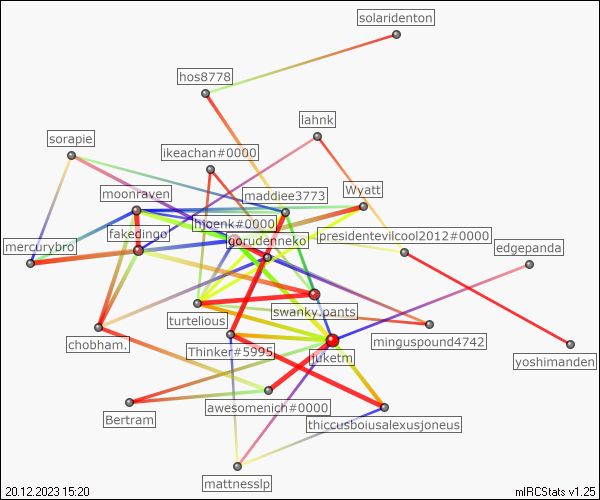 solaridenton
hos8778
lahnk
sorapie
ikeachan#0000
moonraven
maddiee3773
Wyatt
hjoenk#0000
fakedingo
gorudenneko
presidentevilcool2012#0000
mercurybro
edgepanda
swanky.pants
turtelious
chobham.
Thinker#5995
juketm
minguspound4742
yoshimanden
awesomenich#0000
Bertram
thiccusboiusalexusjoneus
mattnesslp
20.12.2023 15:20
mIRCStats v1.25